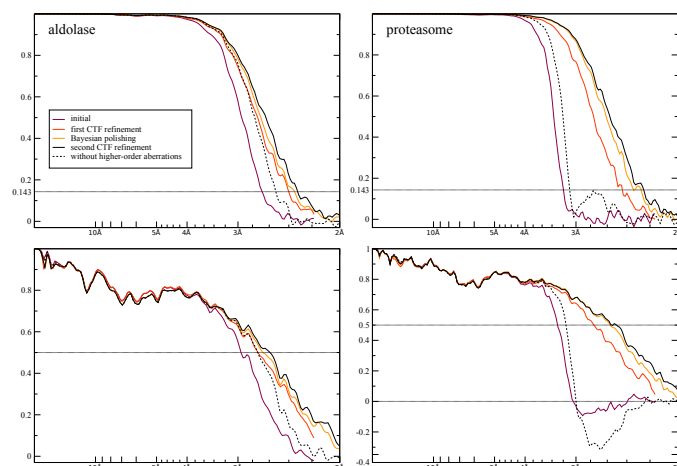 aldolase
0.8
initial
first CTF refinement
Bayesian polishing
second CTF refinement
without higher-order aberrations
0.6
0.4
0.2
0.143
0
10Å 5Å 4Å 3Å 2Å
proteasome
0.8
0.6
0.4
0.2
0.143
0
10Å 5Å 4Å 3Å
0.8
0.6
0.4
0.2
0
1
0.8
0.6
0.5
0.4
0.2
0
-0.4